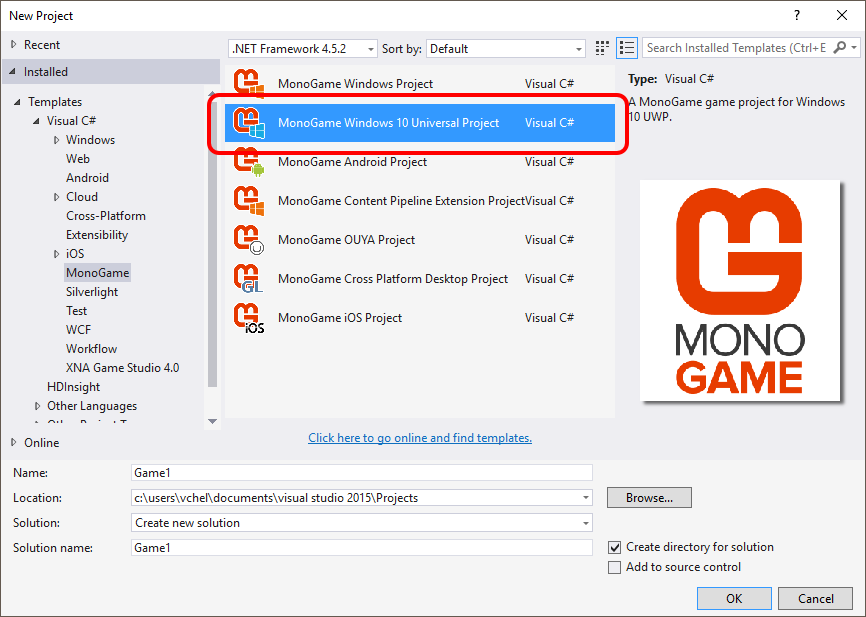 New Project
?
Recent
.NET Framework 4.5.2
Sort by:
Default
Search Installed Templates (Ctrl+E
Installed
Templates
Visual C#
Windows
Web
Android
Cloud
Cross-Platform
Extensibility
iOS
MonoGame
Silverlight
Test
WCF
Workflow
XNA Game Studio 4.0
HDInsight
Other Languages
Online
MonoGame Windows Project Visual C#
MonoGame Windows 10 Universal Project Visual C#
MonoGame Android Project Visual C#
MonoGame Content Pipeline Extension Project Visual C#
MonoGame OUYA Project Visual C#
GL
MonoGame Cross Platform Desktop Project Visual C#
iOS
MonoGame iOS Project Visual C#
Click here to go online and find templates.
Type: Visual C#
A MonoGame game project for Windows
10 UWP.
MONO
GAME
Name: Game1
Location: c:\users\vchel\documents\visual studio 2015\Projects
Browse...
Solution: Create new solution
Solution name: Game1
Create directory for solution
Add to source control
OK
Cancel